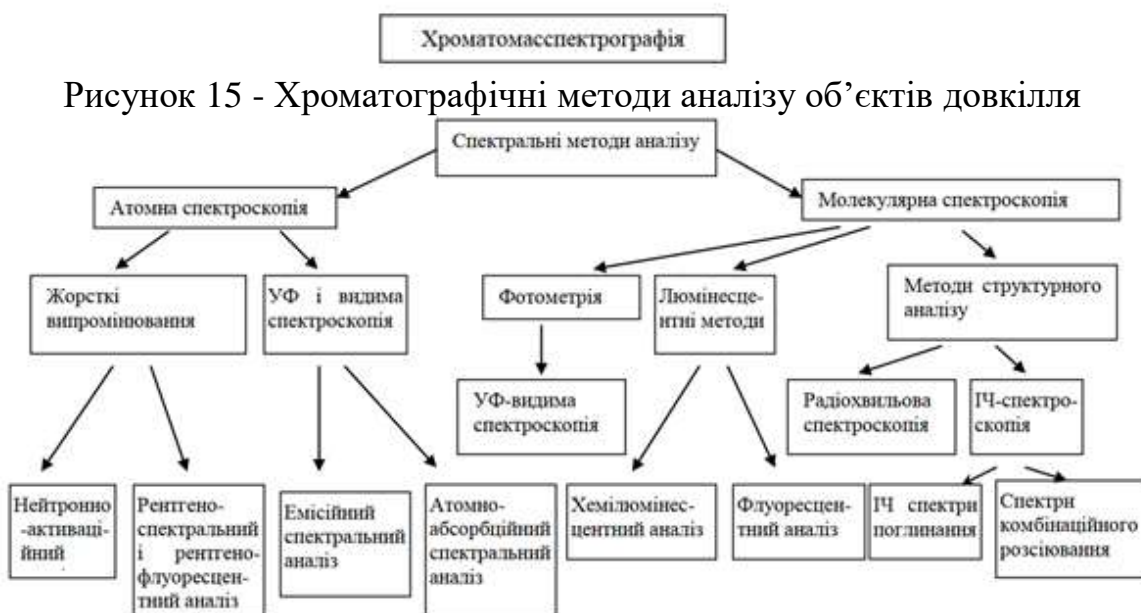 Хроматомасспектрографія
Рисунок 15 - Хроматографічні методи аналізу об’єктів довкілля
Спектральні методи аналізу
Атомна спектроскопія
Молекулярна спектроскопія
Жорсткі
випромінювання
УФ і видима
спектроскопія
Фотометрія
Люмінесце-
нтні методи
Методи структурного
аналізу
УФ-видима
спектроскопія
Радіохвильова
спектроскопія
ІЧ-спектро-
скопія
Нейтронно
-активаці-
йний
Рентгено-
спектральний
і рентгено-
флуоресцен-
тний аналіз
Емісійний
спектральний
аналіз
Атомно-
абсорбційний
спектральний
аналіз
Хемілюмінес-
центний аналіз
Флуоресцен-
тний аналіз
ІЧ спектри
поглинання
Спектри
комбінаційного
розсіювання